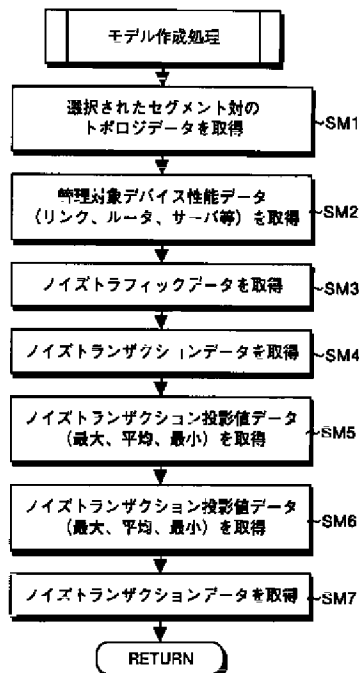 モデル作成処理
選択されたセグメント対の
トポロジデータを取得
~SM1
管理対象デバイス性能データ
(リンク、ルータ、サーバ等)を取得
~SM2
ノイズトラフィックデータを取得
~SM3
ノイズトランザクションデータを取得
~SM4
ノイズトランザクション投影値データ
(最大、平均、最小)を取得
~SM5
ノイズトランザクション投影値データ
(最大、平均、最小)を取得
~SM6
ノイズトランザクションデータを取得
~SM7
RETURN